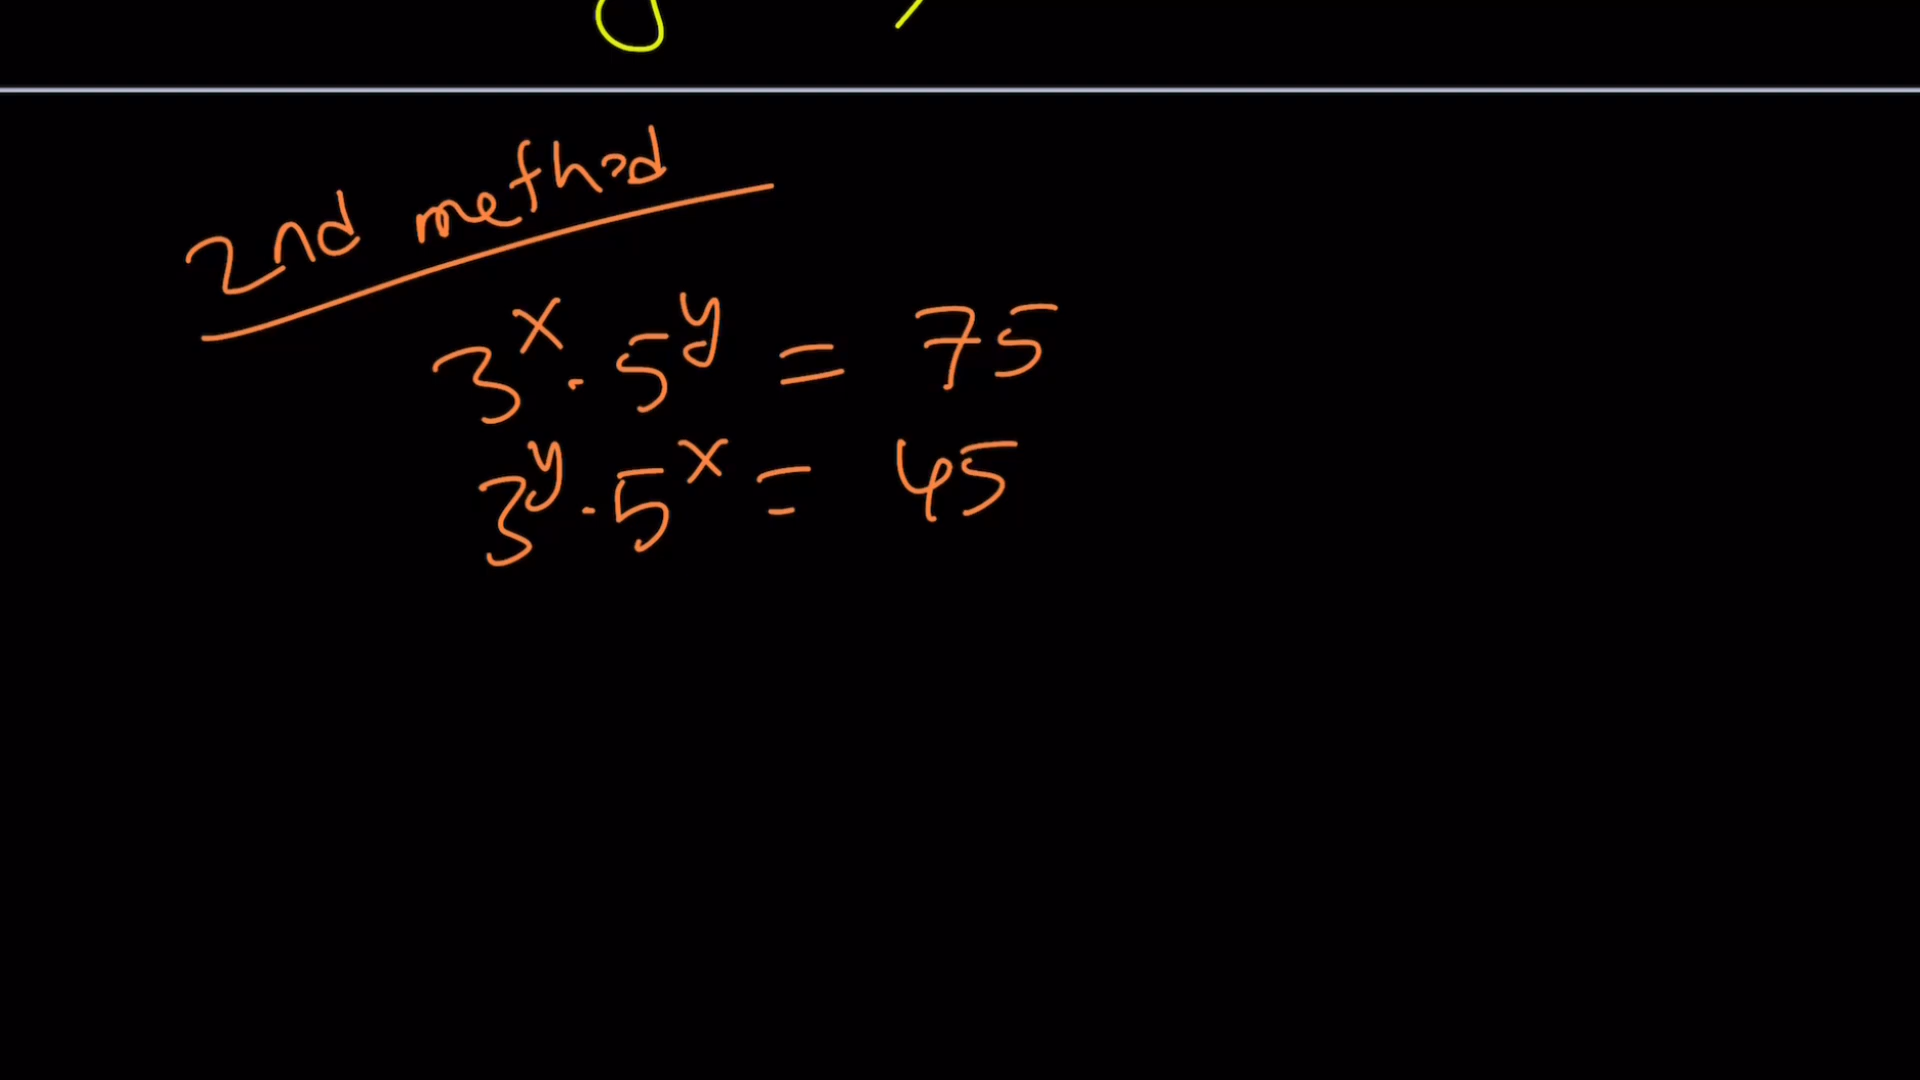 2nd method
3^x · 5^y = 75
3^y · 5^x = 45